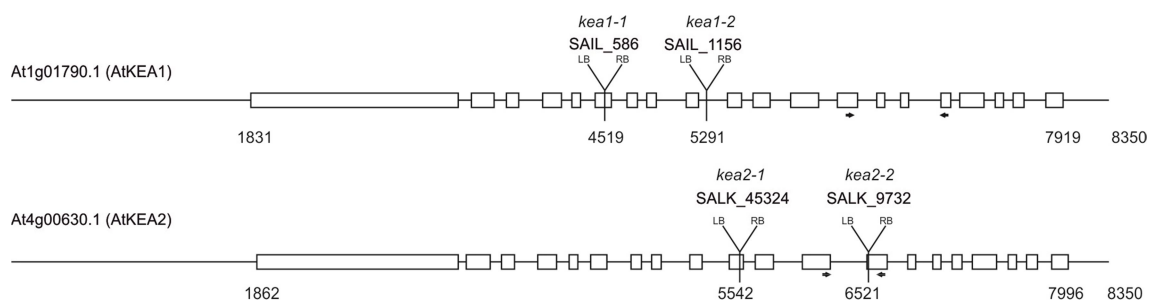 kea1-1 kea1-2
SAIL_586 SAIL_1156
LB RB LB RB
At1g01790.1 (AtKEA1)
1831 4519 5291 7919 8350
kea2-1 kea2-2
SALK_45324 SALK_9732
LB RB LB RB
At4g00630.1 (AtKEA2)
1862 5542 6521 7996 8350